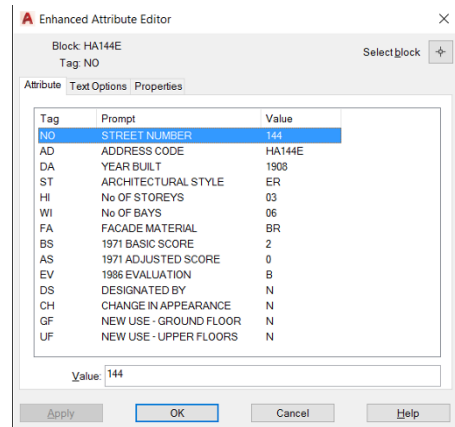 Enhanced Attribute Editor
Block: HA144E
Tag: NO
Select block
Attribute Text Options Properties
Tag Prompt Value
NO STREET NUMBER 144
AD ADDRESS CODE HA144E
DA YEAR BUILT 1908
ST ARCHITECTURAL STYLE ER
HI No OF STOREYS 03
WI No OF BAYS 06
FA FACADE MATERIAL BR
BS 1971 BASIC SCORE 2
AS 1971 ADJUSTED SCORE 0
EV 1986 EVALUATION B
DS DESIGNATED BY N
CH CHANGE IN APPEARANCE N
GF NEW USE - GROUND FLOOR N
UF NEW USE - UPPER FLOORS N
Value: 144
Apply OK Cancel Help